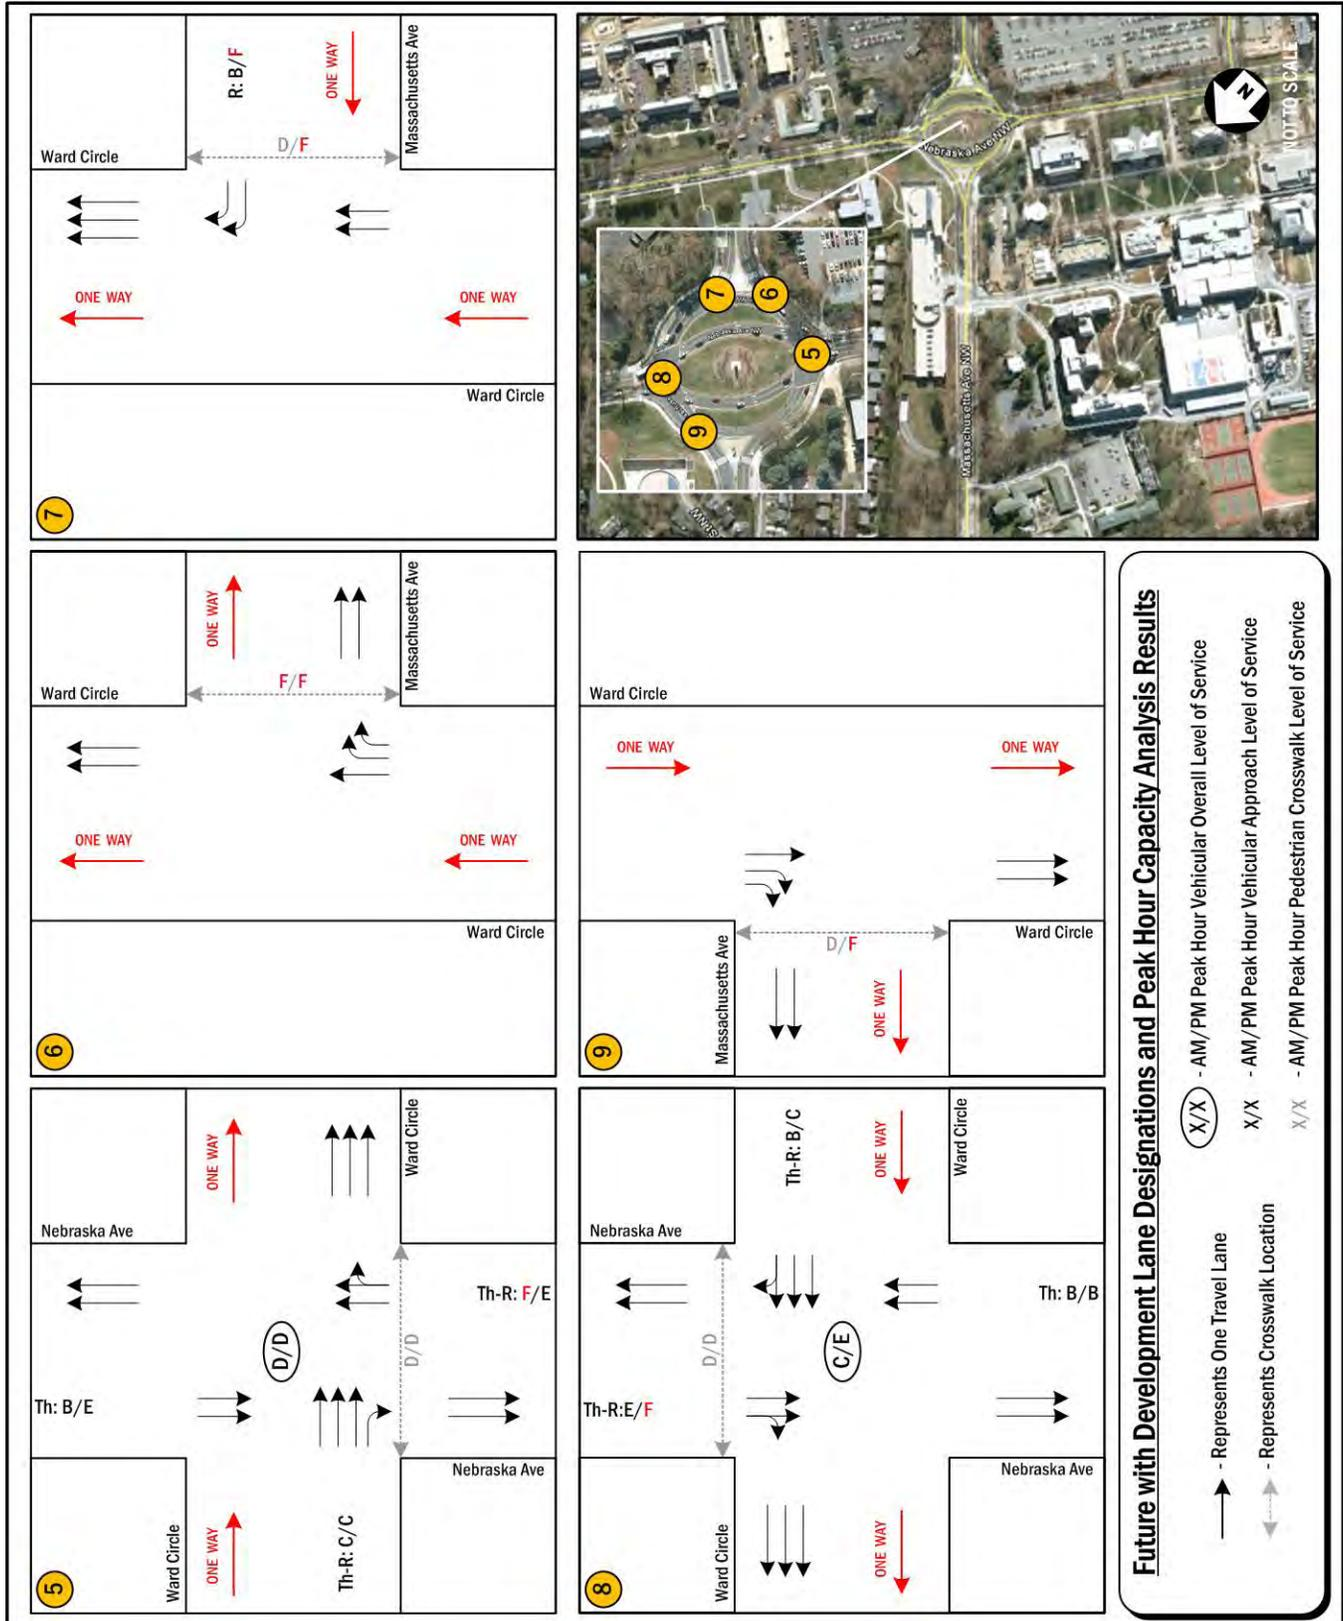 5
Nebraska Ave
Th: B/E
Th-R: F/E
Ward Circle
ONE WAY
ONE WAY
D/D
Th-R: C/C
D/D
Ward Circle
Nebraska Ave
6
Ward Circle
ONE WAY
ONE WAY
ONE WAY
F/F
Massachusetts Ave
Ward Circle
7
Ward Circle
R: B/F
ONE WAY
ONE WAY
ONE WAY
D/F
Massachusetts Ave
Ward Circle
8
Nebraska Ave
Th-R:E/F
Th: B/B
Ward Circle
D/D
Th-R: B/C
C/E
ONE WAY
ONE WAY
Ward Circle
Nebraska Ave
9
Ward Circle
ONE WAY
ONE WAY
Massachusetts Ave
D/F
ONE WAY
Ward Circle
5
6
7
8
9
Nebraska Ave NW
Massachusetts Ave NW
N
NOT TO SCALE
Future with Development Lane Designations and Peak Hour Capacity Analysis Results
- Represents One Travel Lane
- Represents Crosswalk Location
X/X - AM/PM Peak Hour Vehicular Overall Level of Service
X/X - AM/PM Peak Hour Vehicular Approach Level of Service
X/X - AM/PM Peak Hour Pedestrian Crosswalk Level of Service